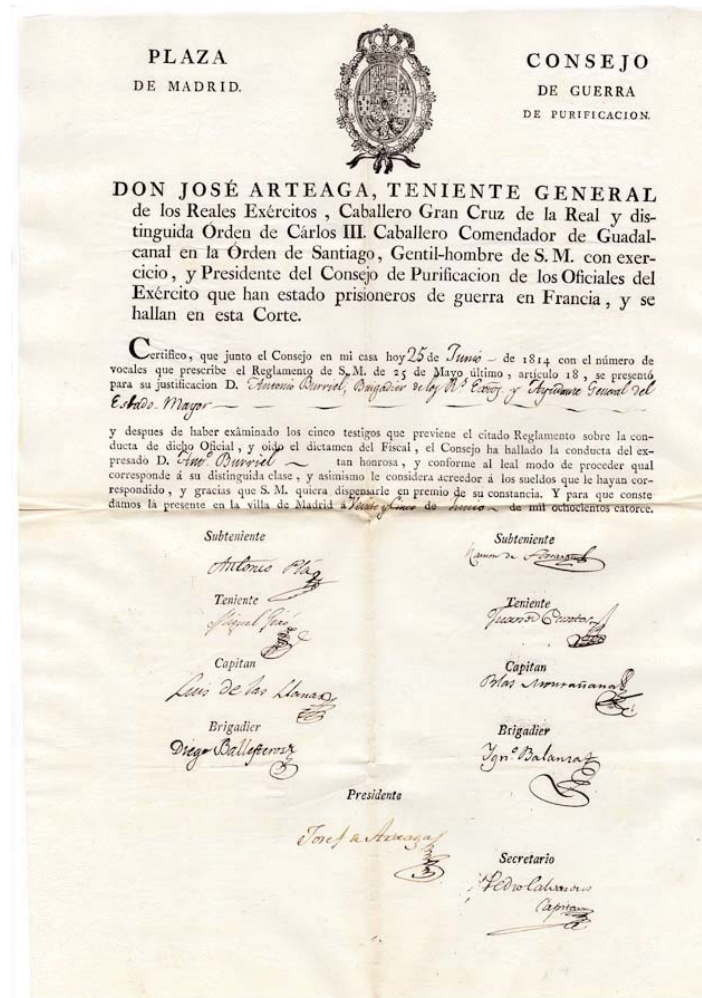 PLAZA
DE MADRID.
CONSEJO
DE GUERRA
DE PURIFICACION.
DON JOSÉ ARTEAGA, TENIENTE GENERAL
de los Reales Exércitos, Caballero Gran Cruz de la Real y dis-
tinguida Órden de Cárlos III. Caballero Comendador de Guadal-
canal en la Órden de Santiago, Gentil-hombre de S. M. con exer-
cicio, y Presidente del Consejo de Purificacion de los Oficiales del
Exército que han estado prisioneros de guerra en Francia, y se
hallan en esta Corte.
Certifico, que junto el Consejo en mi casa hoy 25 de Junio de 1814 con el número de
vocales que prescribe el Reglamento de S. M. de 25 de Mayo último, artículo 18, se presentó
para su justificacion D. Antonio Burriel, Brigadier de los Rs. Extos. y Ayudante General del
Estado Mayor
y despues de haber exâminado los cinco testigos que previene el citado Reglamento sobre la con-
ducta de dicho Oficial, y oido el dictamen del Fiscal, el Consejo ha hallado la conducta del ex-
presado D. Anto. Burriel tan honrosa, y conforme al leal modo de proceder qual
corresponde á su distinguida clase, y asimismo le considera acreedor á los sueldos que le hayan cor-
respondido, y gracias que S. M. quiera dispensarle en premio de su constancia. Y para que conste
damos la presente en la villa de Madrid á Veinte y Cinco de Junio de mil ochocientos catorce.
Subteniente
Antonio Plá
Subteniente
Ramon de
Teniente
Miguel
Teniente
Capitan
Luis de las Llanas
Capitan
Blas
Brigadier
Diego Ballesteros
Brigadier
Igno. Balanza
Presidente
Josef de Arteaga
Secretario
Pedro
Capitan